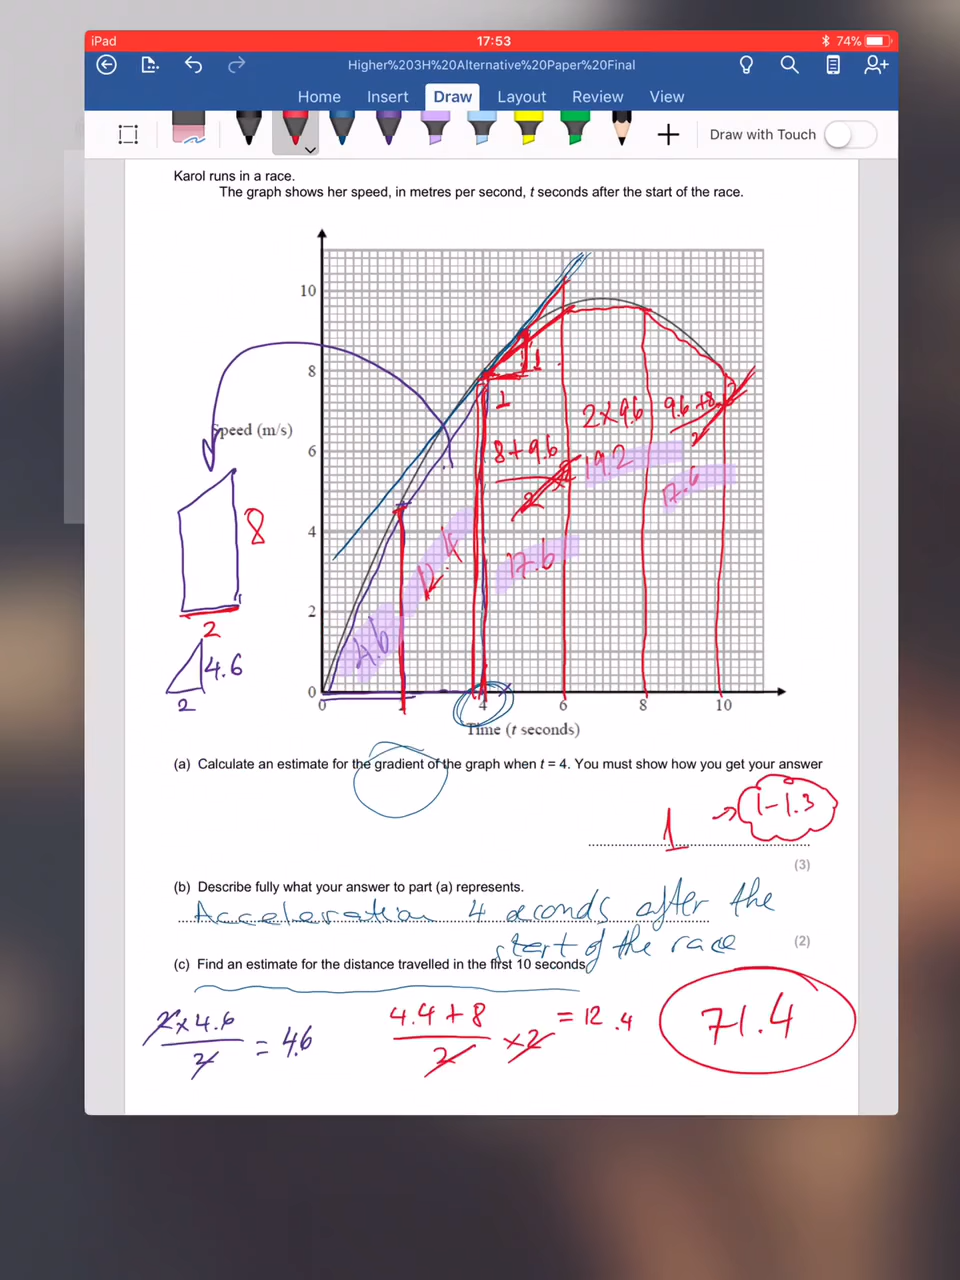 iPad 17:53 74%
Higher%203H%20Alternative%20Paper%20Final
Home Insert Draw Layout Review View
Draw with Touch
Karol runs in a race.
The graph shows her speed, in metres per second, t seconds after the start of the race.
10
8
1
1
2×9.6
9.6+8
2
Speed (m/s)
6
8+9.6
2
×2
19.2
17.6
8
4
12.4
17.6
2
2
4.6
4.6
2
0
0 2 4 6 8 10
Time (t seconds)
(a) Calculate an estimate for the gradient of the graph when t = 4. You must show how you get your answer
1 → 1-1.3
(3)
(b) Describe fully what your answer to part (a) represents.
Acceleration 4 seconds after the
start of the race (2)
(c) Find an estimate for the distance travelled in the first 10 seconds
2×4.6
2
= 4.6
4.4+8
2
×2
= 12.4
71.4